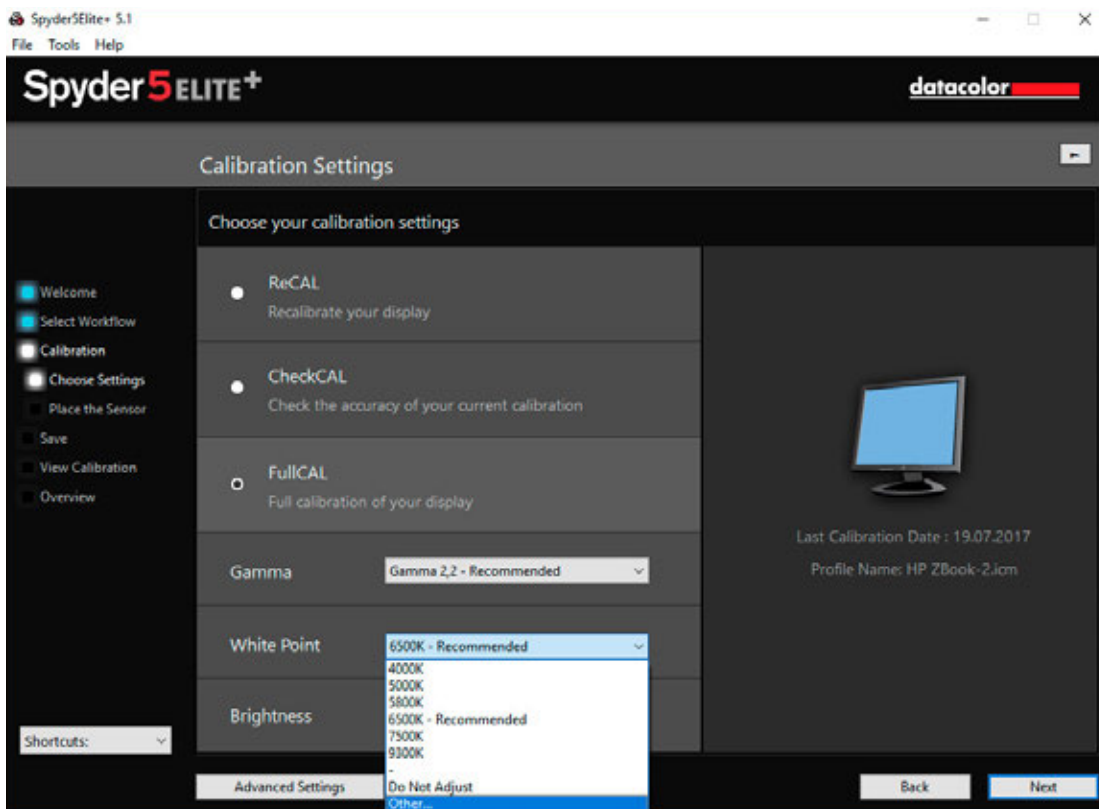 Spyder5Elite+ 5.1
File Tools Help
Spyder5ELITE+
datacolor
Calibration Settings
Choose your calibration settings
Welcome
Select Workflow
Calibration
Choose Settings
Place the Sensor
Save
View Calibration
Overview
Shortcuts:
ReCAL
Recalibrate your display
CheckCAL
Check the accuracy of your current calibration
FullCAL
Full calibration of your display
Gamma
Gamma 2,2 - Recommended
White Point
6500K - Recommended
4000K
5000K
5800K
6500K - Recommended
7500K
9300K
-
Do Not Adjust
Other...
Brightness
Last Calibration Date : 19.07.2017
Profile Name: HP ZBook-2.icm
Advanced Settings
Back
Next